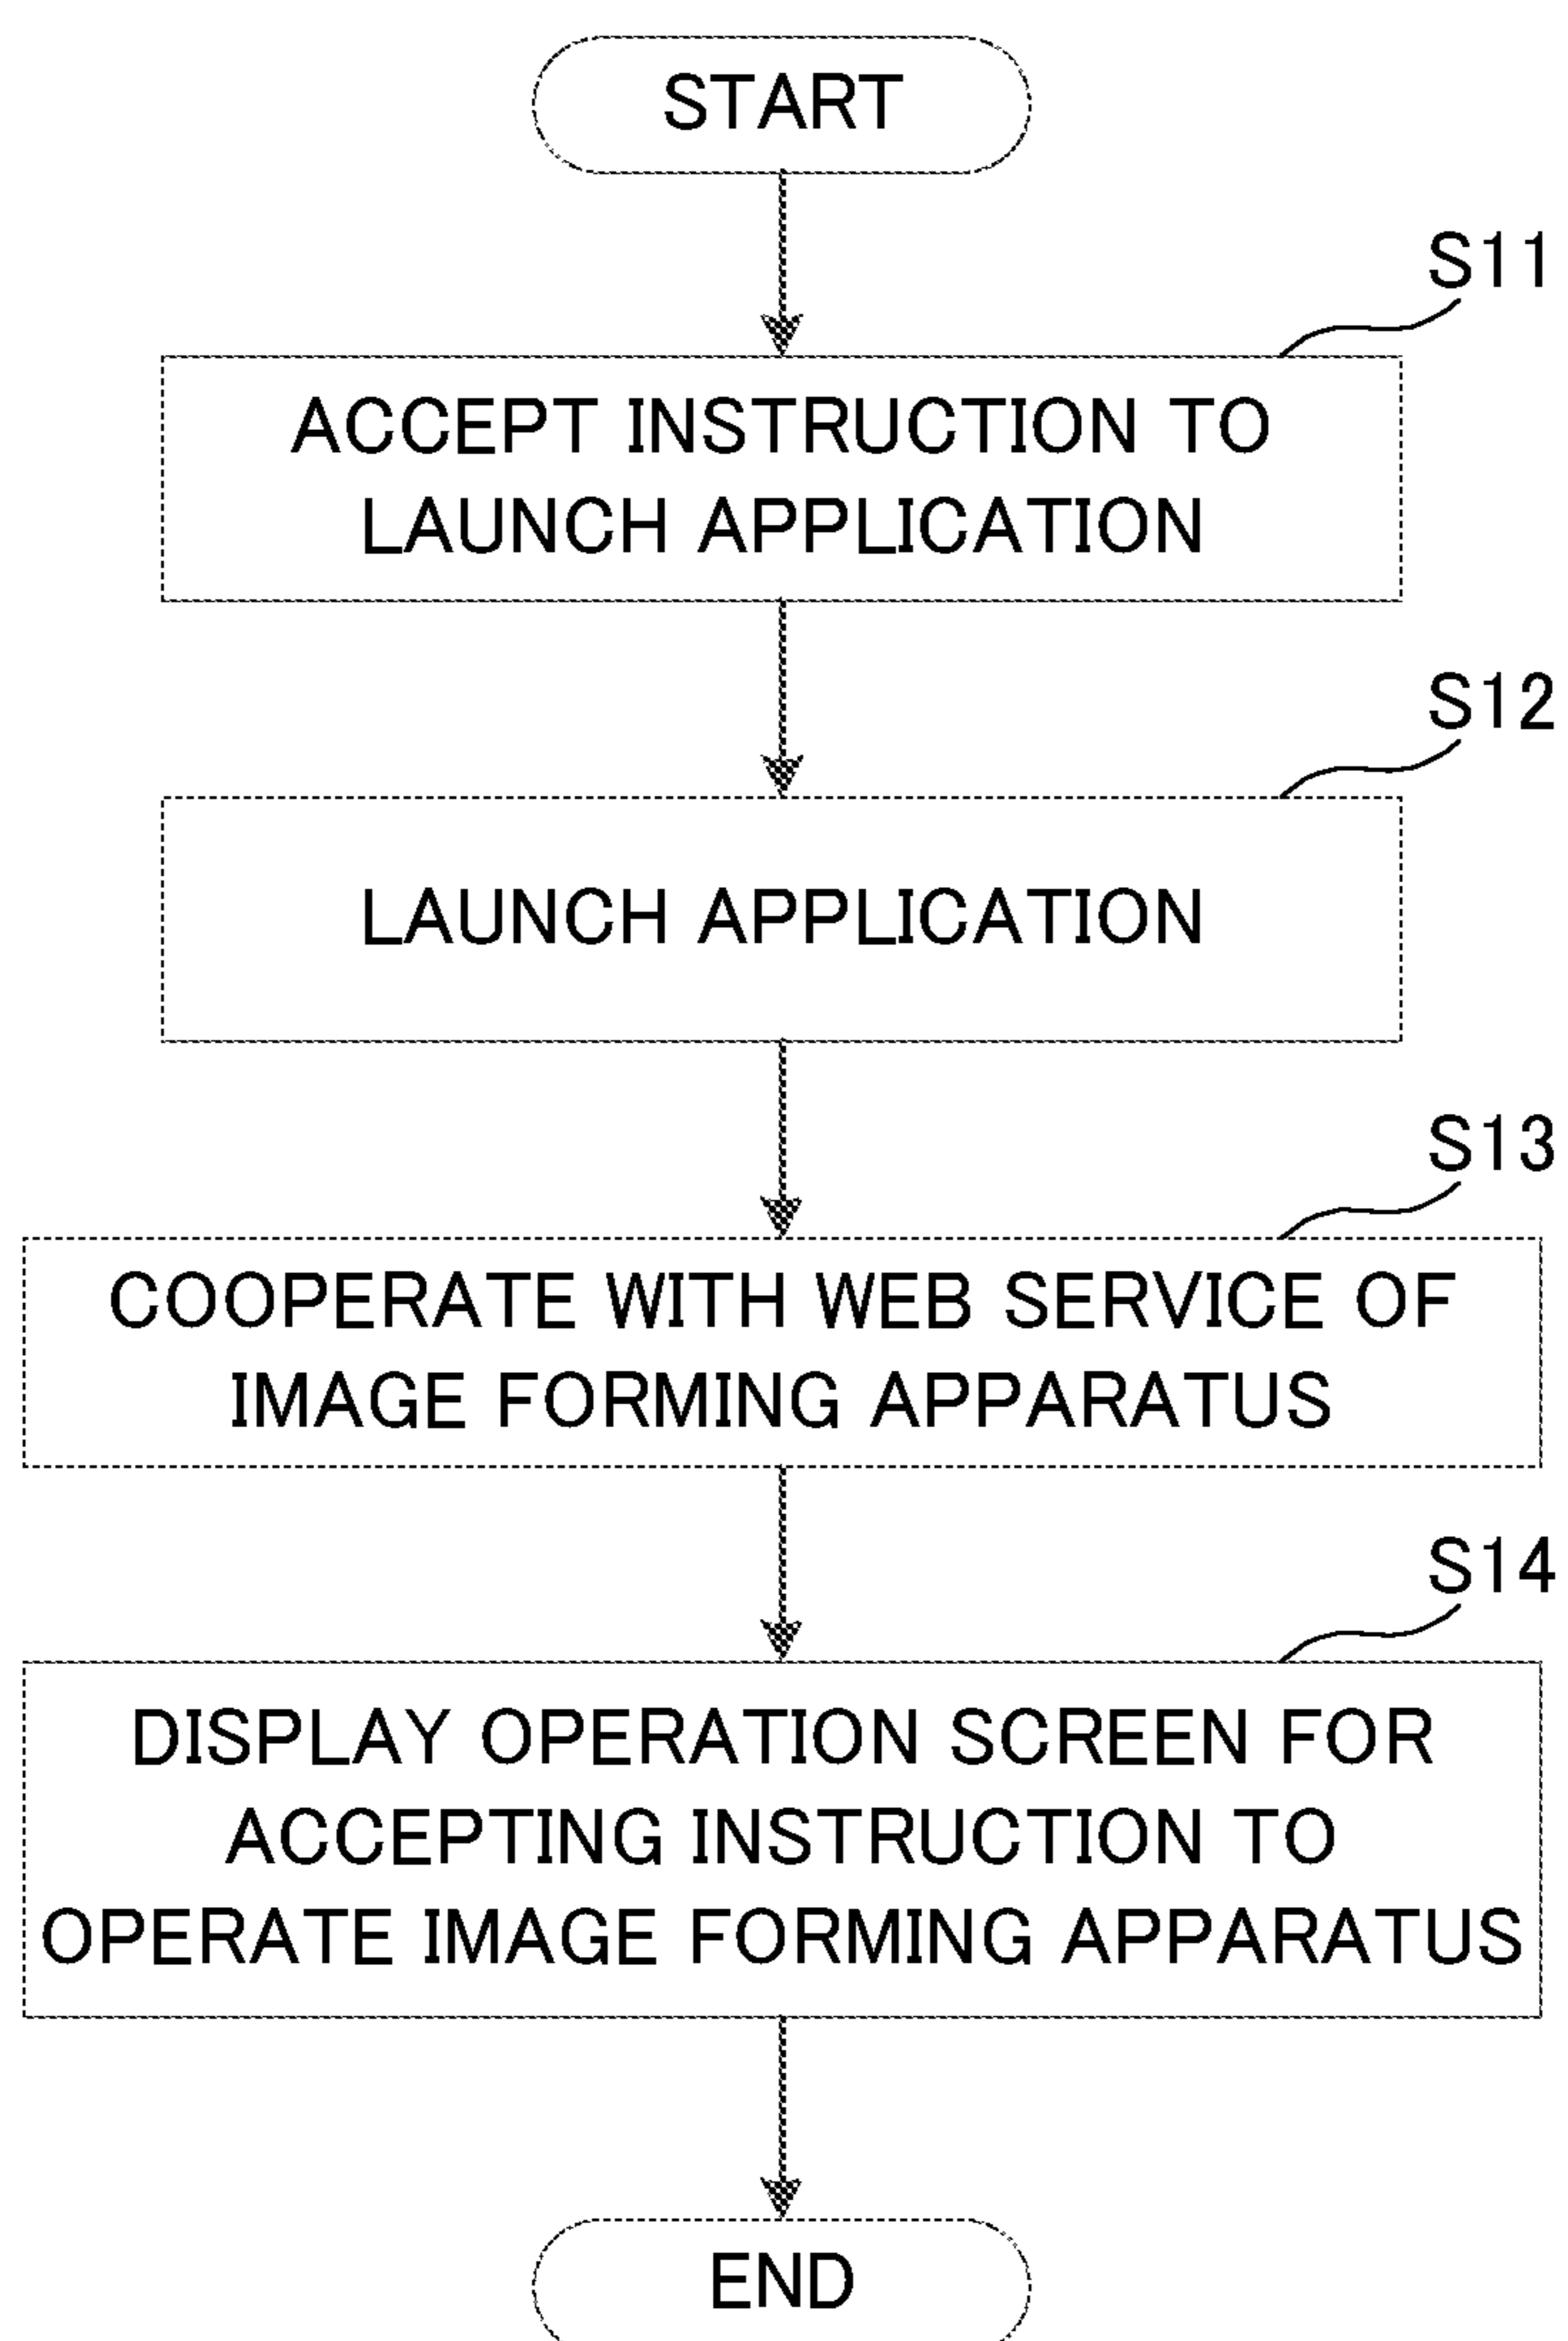 START
S11
ACCEPT INSTRUCTION TO
LAUNCH APPLICATION
S12
LAUNCH APPLICATION
S13
COOPERATE WITH WEB SERVICE OF
IMAGE FORMING APPARATUS
S14
DISPLAY OPERATION SCREEN FOR
ACCEPTING INSTRUCTION TO
OPERATE IMAGE FORMING APPARATUS
END